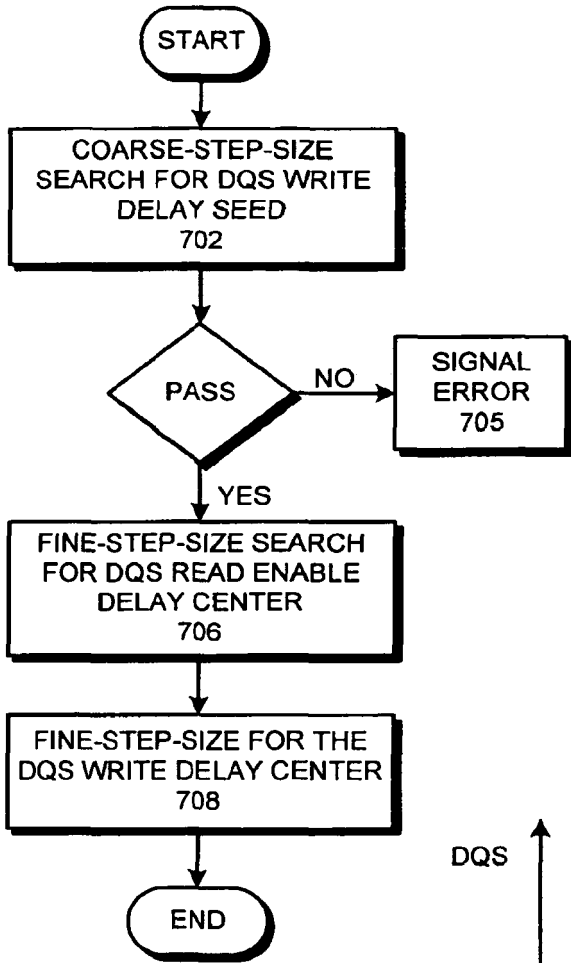 START
COARSE-STEP-SIZE
SEARCH FOR DQS WRITE
DELAY SEED
702
PASS
NO
SIGNAL
ERROR
705
YES
FINE-STEP-SIZE SEARCH
FOR DQS READ ENABLE
DELAY CENTER
706
FINE-STEP-SIZE FOR THE
DQS WRITE DELAY CENTER
708
DQS
END